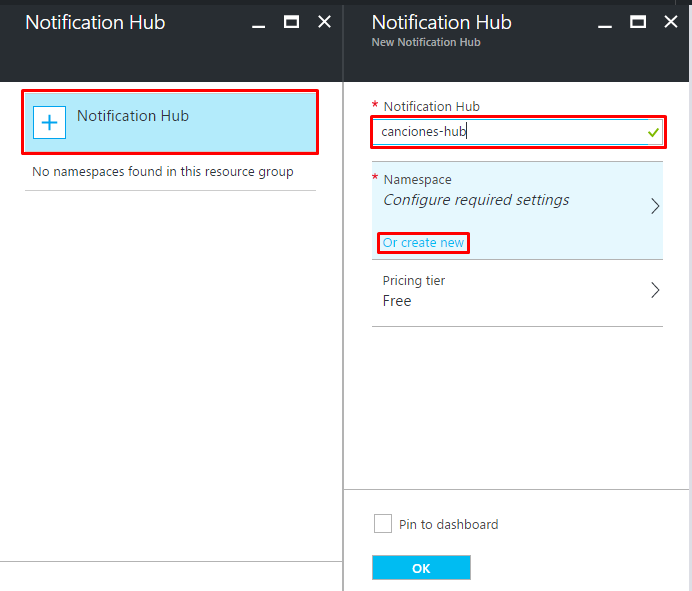 Notification Hub
Notification Hub
No namespaces found in this resource group
Notification Hub
New Notification Hub
* Notification Hub
canciones-hub
* Namespace
Configure required settings
Or create new
Pricing tier
Free
Pin to dashboard
OK